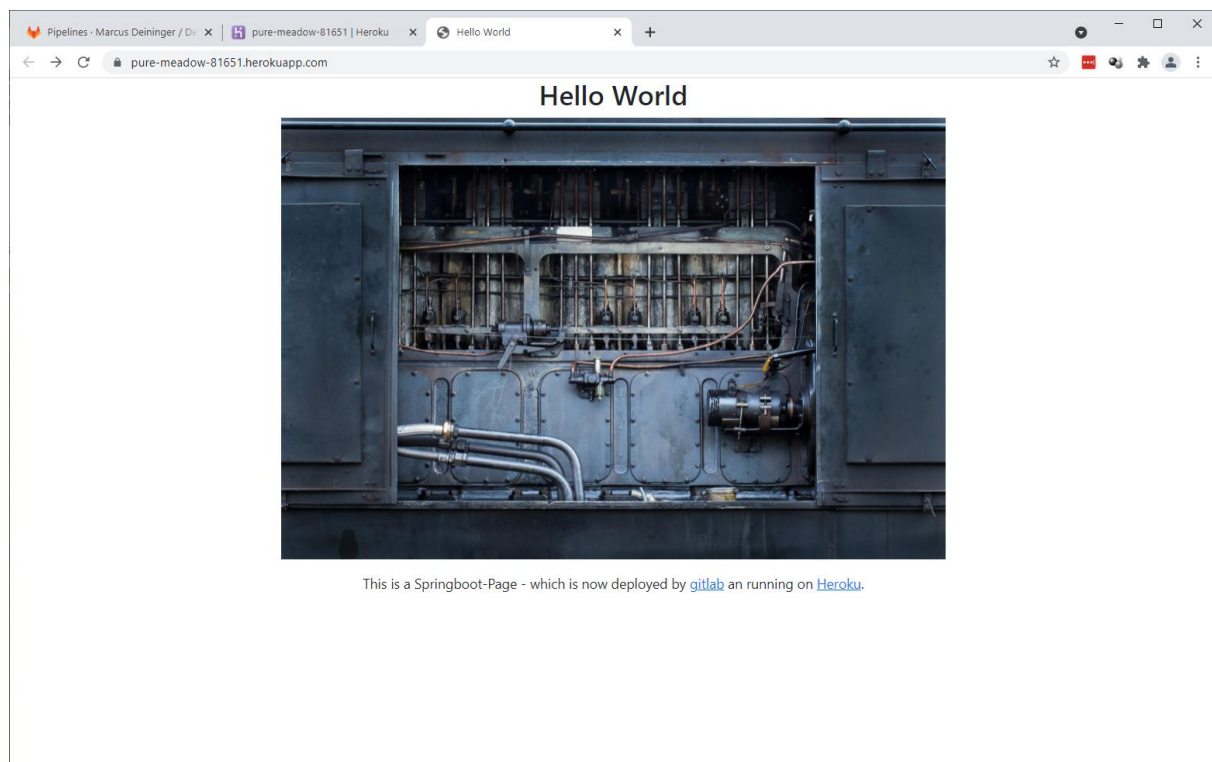 Pipelines · Marcus Deininger / De
pure-meadow-81651 | Heroku
Hello World
pure-meadow-81651.herokuapp.com
Hello World
This is a Springboot-Page - which is now deployed by gitlab an running on Heroku.